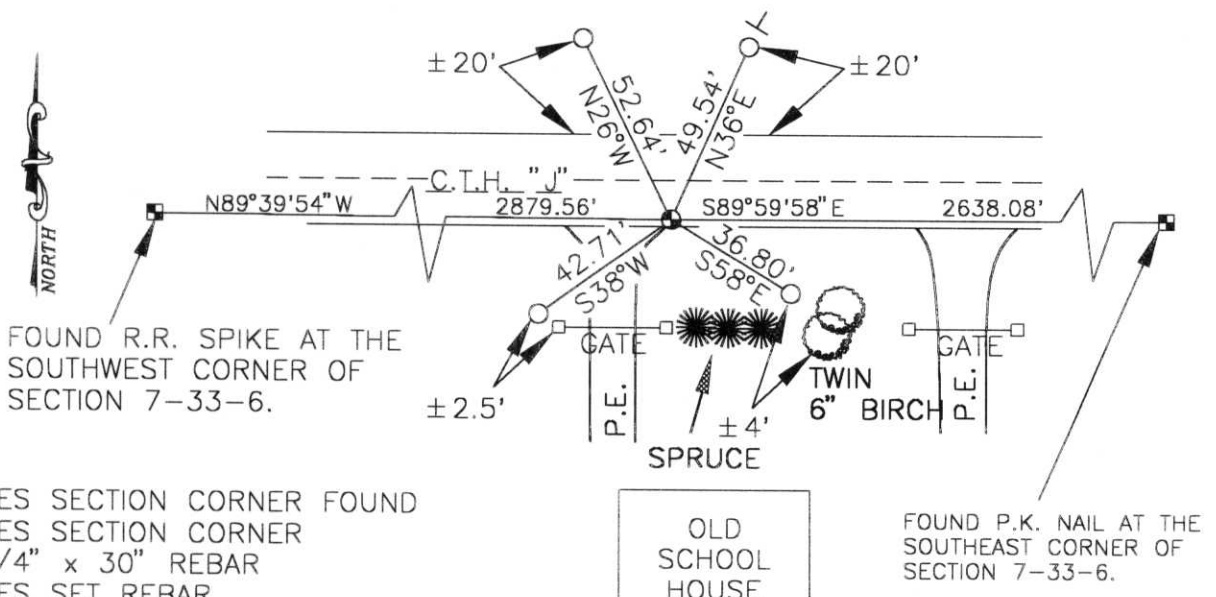 ±20'
±20'
52.64'
N26°W
49.54'
N36°E
C.T.H. "J"
N89°39'54"W
2879.56'
S89°59'58"E
2638.08'
NORTH
42.71'
S38°W
36.80'
S58°E
FOUND R.R. SPIKE AT THE
SOUTHWEST CORNER OF
SECTION 7-33-6.
GATE
GATE
±2.5'
P.E.
±4'
TWIN
6" BIRCH
P.E.
SPRUCE
ES SECTION CORNER FOUND
ES SECTION CORNER
/4" x 30" REBAR
ES SET REBAR
OLD
SCHOOL
HOUSE
FOUND P.K. NAIL AT THE
SOUTHEAST CORNER OF
SECTION 7-33-6.